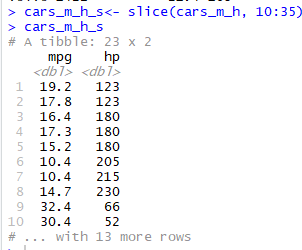 > cars_m_h_s<- slice(cars_m_h, 10:35)
> cars_m_h_s
# A tibble: 23 x 2
mpg hp
<dbl> <dbl>
1 19.2 123
2 17.8 123
3 16.4 180
4 17.3 180
5 15.2 180
6 10.4 205
7 10.4 215
8 14.7 230
9 32.4 66
10 30.4 52
# ... with 13 more rows